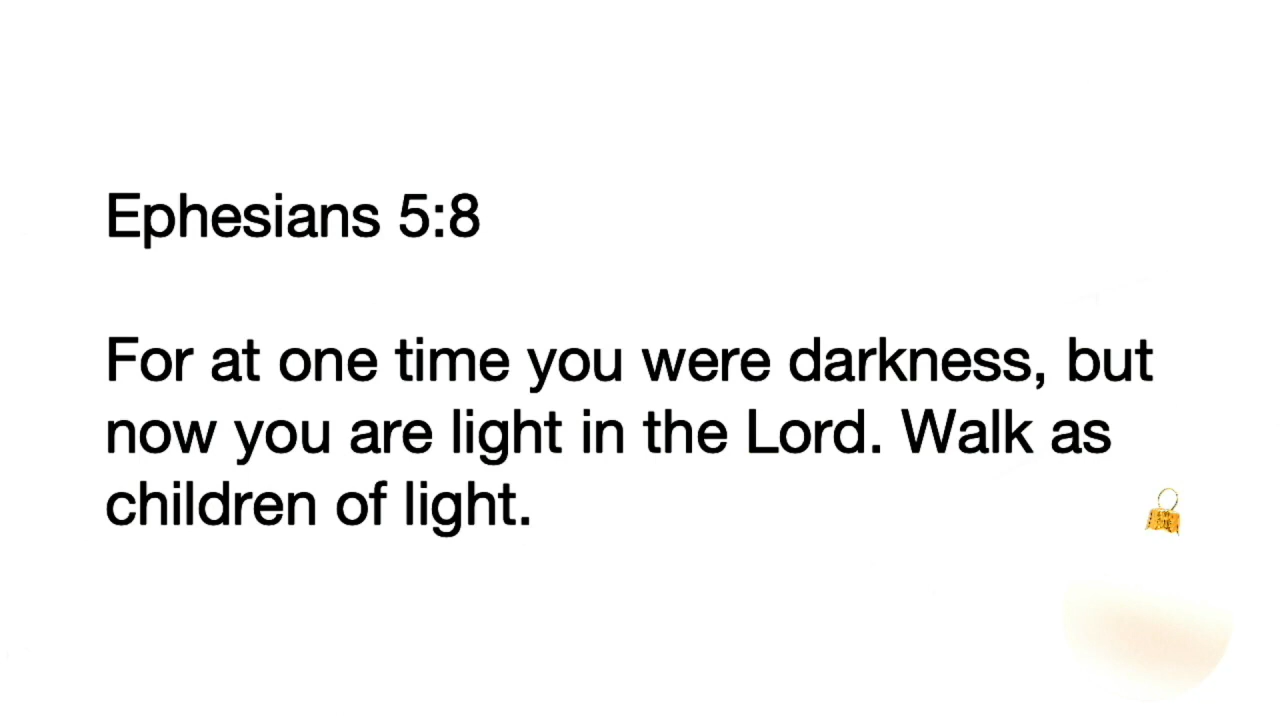 Ephesians 5:8
For at one time you were darkness, but
now you are light in the Lord. Walk as
children of light.